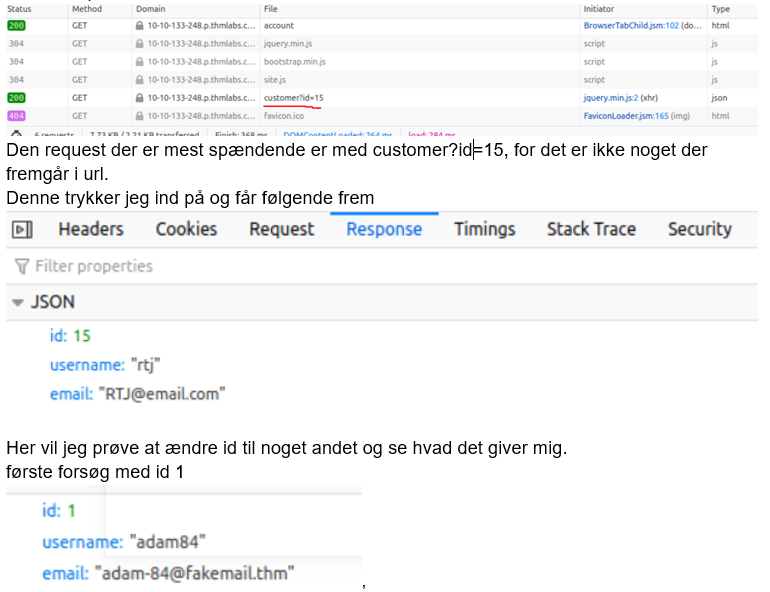 Status Method Domain File Initiator Type
200 GET 10-10-133-248.p.thmlabs.c... account BrowserTabChild.jsm:102 (do... html
304 GET 10-10-133-248.p.thmlabs.c... jquery.min.js script js
304 GET 10-10-133-248.p.thmlabs.c... bootstrap.min.js script js
304 GET 10-10-133-248.p.thmlabs.c... site.js script js
200 GET 10-10-133-248.p.thmlabs.c... customer?id=15 jquery.min.js:2 (xhr) json
404 GET 10-10-133-248.p.thmlabs.c... favicon.ico FaviconLoader.jsm:165 (img) html
6 requests 7.73 KB / 2.21 KB transferred Finish: 368 ms DOMContentLoaded: 264 ms load: 284 ms
Den request der er mest spændende er med customer?id=15, for det er ikke noget der
fremgår i url.
Denne trykker jeg ind på og får følgende frem
Headers Cookies Request Response Timings Stack Trace Security
Filter properties
JSON
id: 15
username: "rtj"
email: "RTJ@email.com"
Her vil jeg prøve at ændre id til noget andet og se hvad det giver mig.
første forsøg med id 1
id: 1
username: "adam84"
email: "adam-84@fakemail.thm"
,